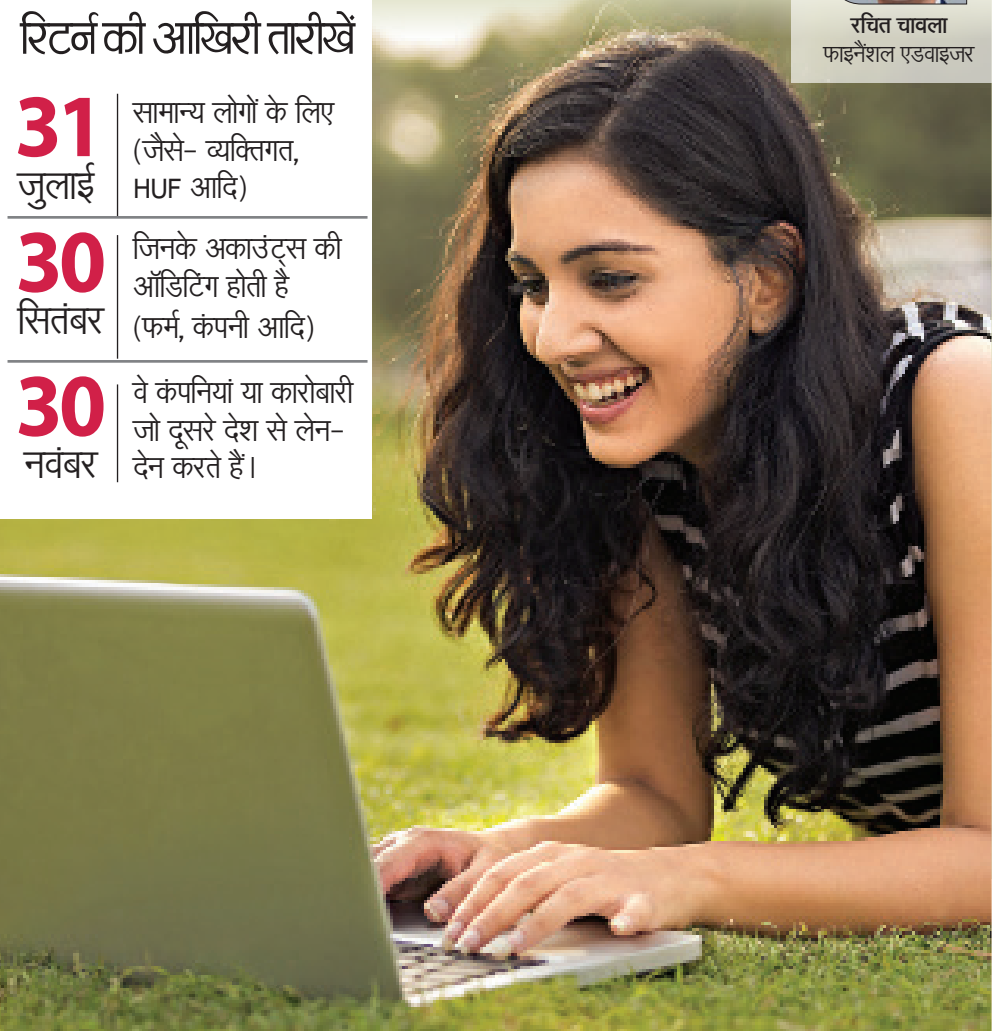 रिटर्न की आखिरी तारीखें
31
जुलाई
सामान्य लोगों के लिए
(जैसे- व्यक्तिगत,
HUF आदि)
30
सितंबर
जिनके अकाउंट्स की
ऑडिटिंग होती है
(फर्म, कंपनी आदि)
30
नवंबर
वे कंपनियां या कारोबारी
जो दूसरे देश से लेन-
देन करते हैं।
रचित चावला
फाइनैंशल एडवाइजर